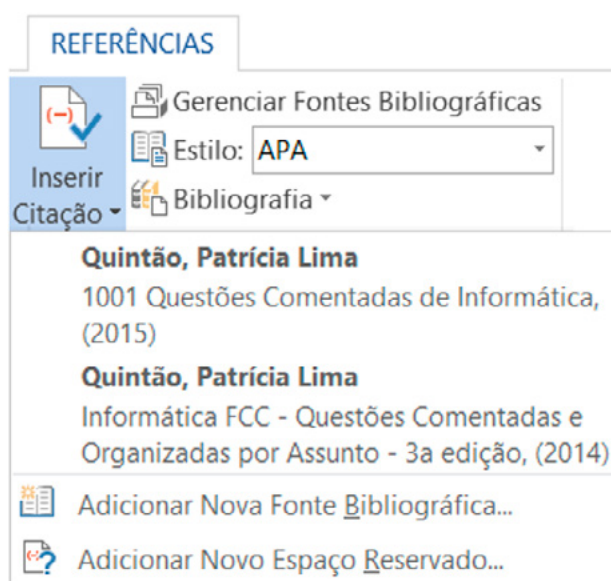 REFERÊNCIAS
Gerenciar Fontes Bibliográficas
Estilo: APA
Inserir
Citação
Bibliografia
Quintão, Patrícia Lima
1001 Questões Comentadas de Informática,
(2015)
Quintão, Patrícia Lima
Informática FCC - Questões Comentadas e
Organizadas por Assunto - 3a edição, (2014)
Adicionar Nova Fonte Bibliográfica...
Adicionar Novo Espaço Reservado...